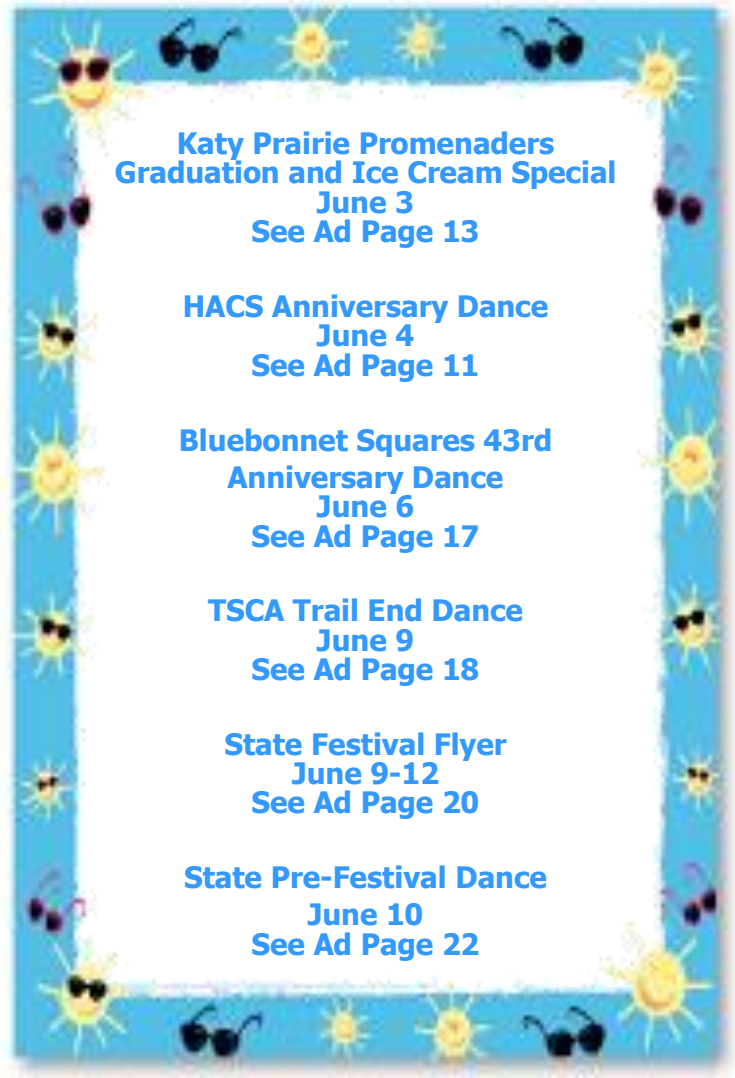 Katy Prairie Promenaders
Graduation and Ice Cream Special
June 3
See Ad Page 13
HACS Anniversary Dance
June 4
See Ad Page 11
Bluebonnet Squares 43rd
Anniversary Dance
June 6
See Ad Page 17
TSCA Trail End Dance
June 9
See Ad Page 18
State Festival Flyer
June 9-12
See Ad Page 20
State Pre-Festival Dance
June 10
See Ad Page 22